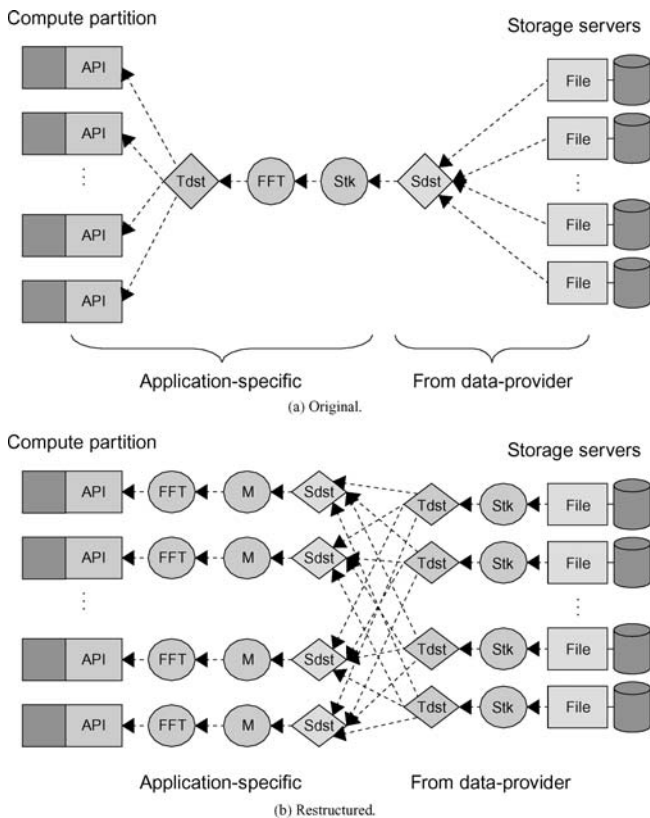 Compute partition
Storage servers
API
File
API
File
⋮
⋮
Tdst
FFT
Stk
Sdst
API
File
API
File
Application-specific
From data-provider
(a) Original.
Compute partition
Storage servers
API
FFT
M
Sdst
Tdst
Stk
File
API
FFT
M
Sdst
Tdst
Stk
File
⋮
⋮
API
FFT
M
Sdst
Tdst
Stk
File
API
FFT
M
Sdst
Tdst
Stk
File
Application-specific
From data-provider
(b) Restructured.